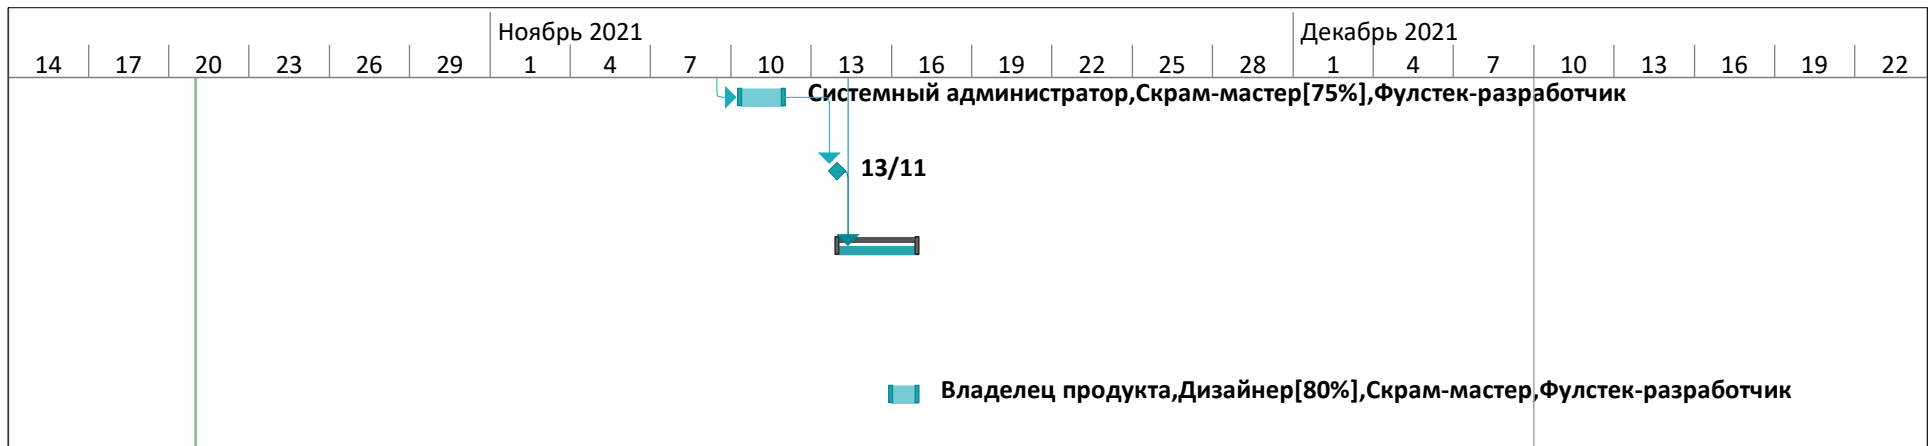 Ноябрь 2021 Декабрь 2021
14 17 20 23 26 29 1 4 7 10 13 16 19 22 25 28 1 4 7 10 13 16 19 22
Системный администратор,Скрам-мастер[75%],Фулстек-разработчик
13/11
Владелец продукта,Дизайнер[80%],Скрам-мастер,Фулстек-разработчик